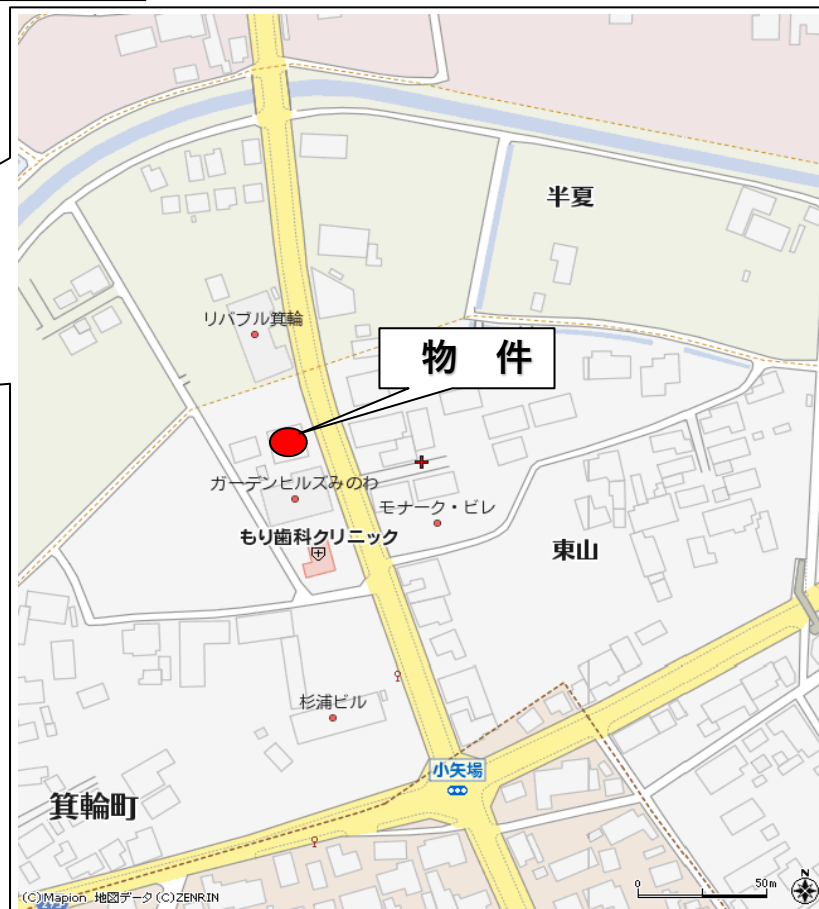 半夏
リバブル箕輪
物　件
ガーデンヒルズみのわ
モナーク・ビレ
もり歯科クリニック
東山
杉浦ビル
小矢場
箕輪町
0 50m
N
(C)Mapion 地図データ(C)ZENRIN